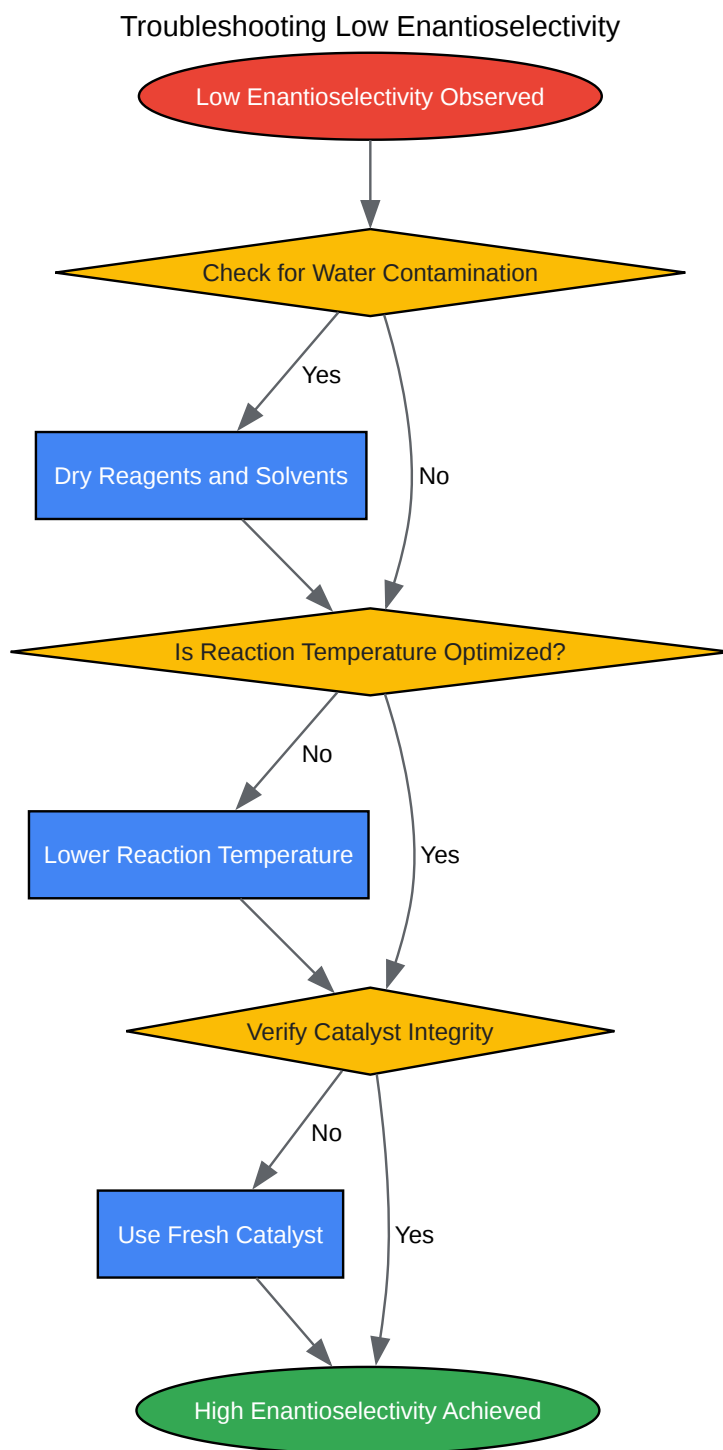 Troubleshooting Low Enantioselectivity
Low Enantioselectivity Observed
Check for Water Contamination
Yes
Dry Reagents and Solvents
No
Is Reaction Temperature Optimized?
No
Lower Reaction Temperature
Yes
Verify Catalyst Integrity
No
Use Fresh Catalyst
Yes
High Enantioselectivity Achieved